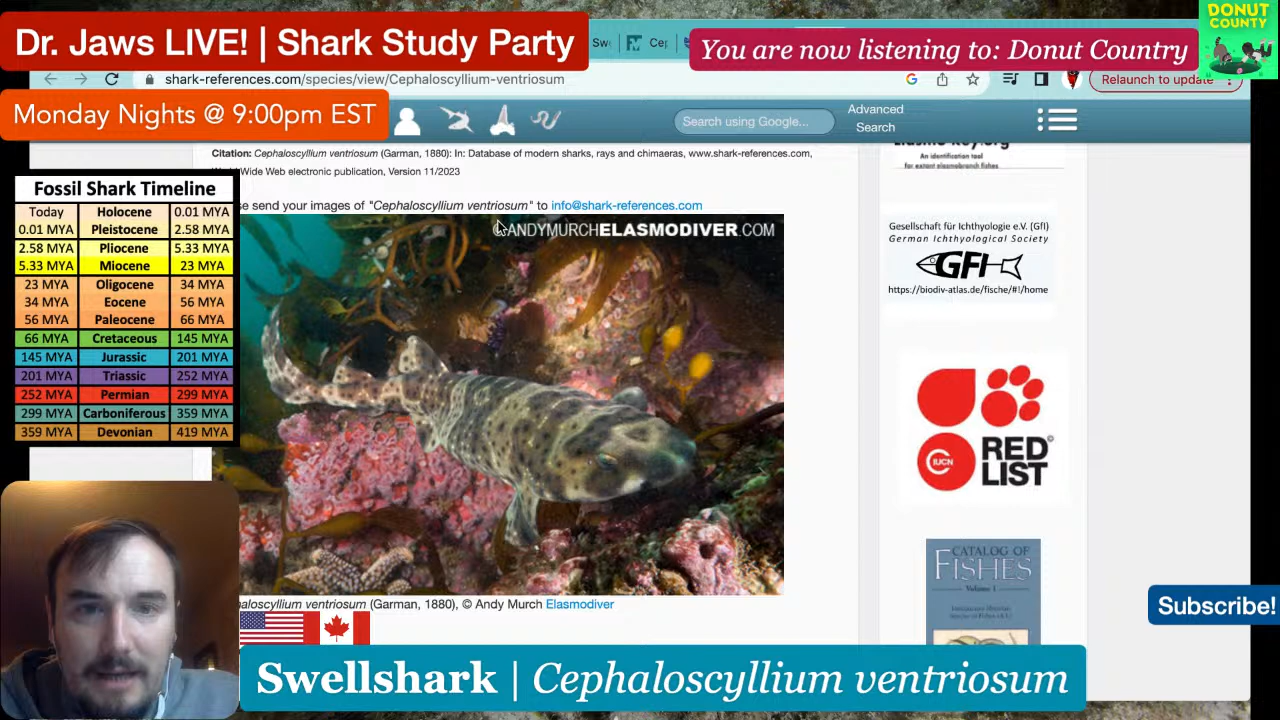 Dr. Jaws LIVE! | Shark Study Party
You are now listening to: Donut Country
DONUT
COUNTY
shark-references.com/species/view/Cephaloscyllium-ventriosum
Relaunch to update
Monday Nights @ 9:00pm EST
Search using Google...
Advanced
Search
Citation: Cephaloscyllium ventriosum (Garman, 1880): In: Database of modern sharks, rays and chimaeras, www.shark-references.com,
Wide Web electronic publication, Version 11/2023
se send your images of "Cephaloscyllium ventriosum" to info@shark-references.com
An identification tool
for extant elasmobranch fishes
Fossil Shark Timeline
Today Holocene 0.01 MYA
0.01 MYA Pleistocene 2.58 MYA
2.58 MYA Pliocene 5.33 MYA
5.33 MYA Miocene 23 MYA
23 MYA Oligocene 34 MYA
34 MYA Eocene 56 MYA
56 MYA Paleocene 66 MYA
66 MYA Cretaceous 145 MYA
145 MYA Jurassic 201 MYA
201 MYA Triassic 252 MYA
252 MYA Permian 299 MYA
299 MYA Carboniferous 359 MYA
359 MYA Devonian 419 MYA
©ANDYMURCHELASMODIVER.COM
Gesellschaft für Ichthyologie e.V. (GfI)
German Ichthyological Society
GFI
https://biodiv-atlas.de/fische/#!/home
IUCN
RED
LIST
CATALOG OF
FISHES
Volume 1
haloscyllium ventriosum (Garman, 1880), © Andy Murch Elasmodiver
Subscribe!
Swellshark | Cephaloscyllium ventriosum